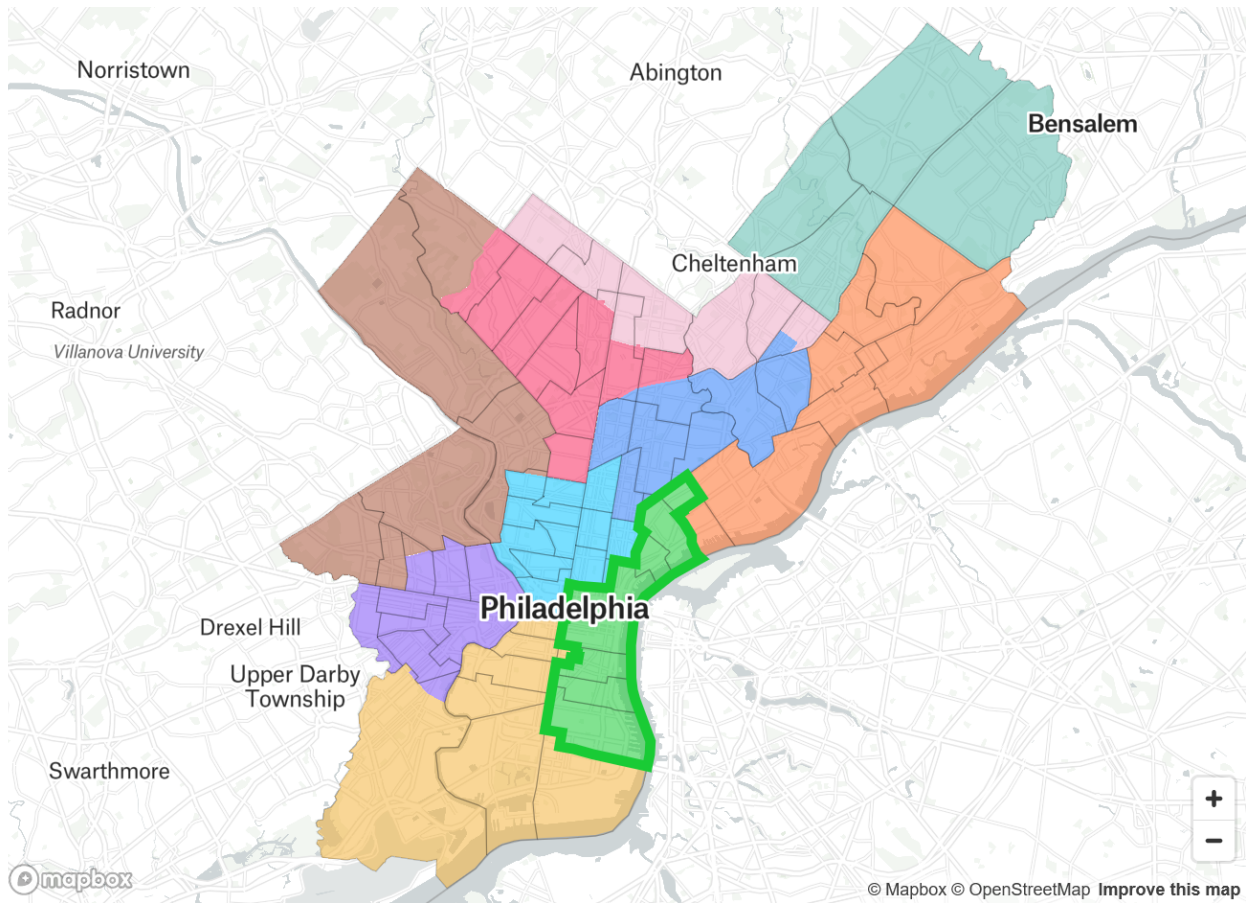 Norristown
Abington
Bensalem
Cheltenham
Radnor
Villanova University
Philadelphia
Drexel Hill
Upper Darby
Township
Swarthmore
+
−
mapbox
© Mapbox © OpenStreetMap Improve this map